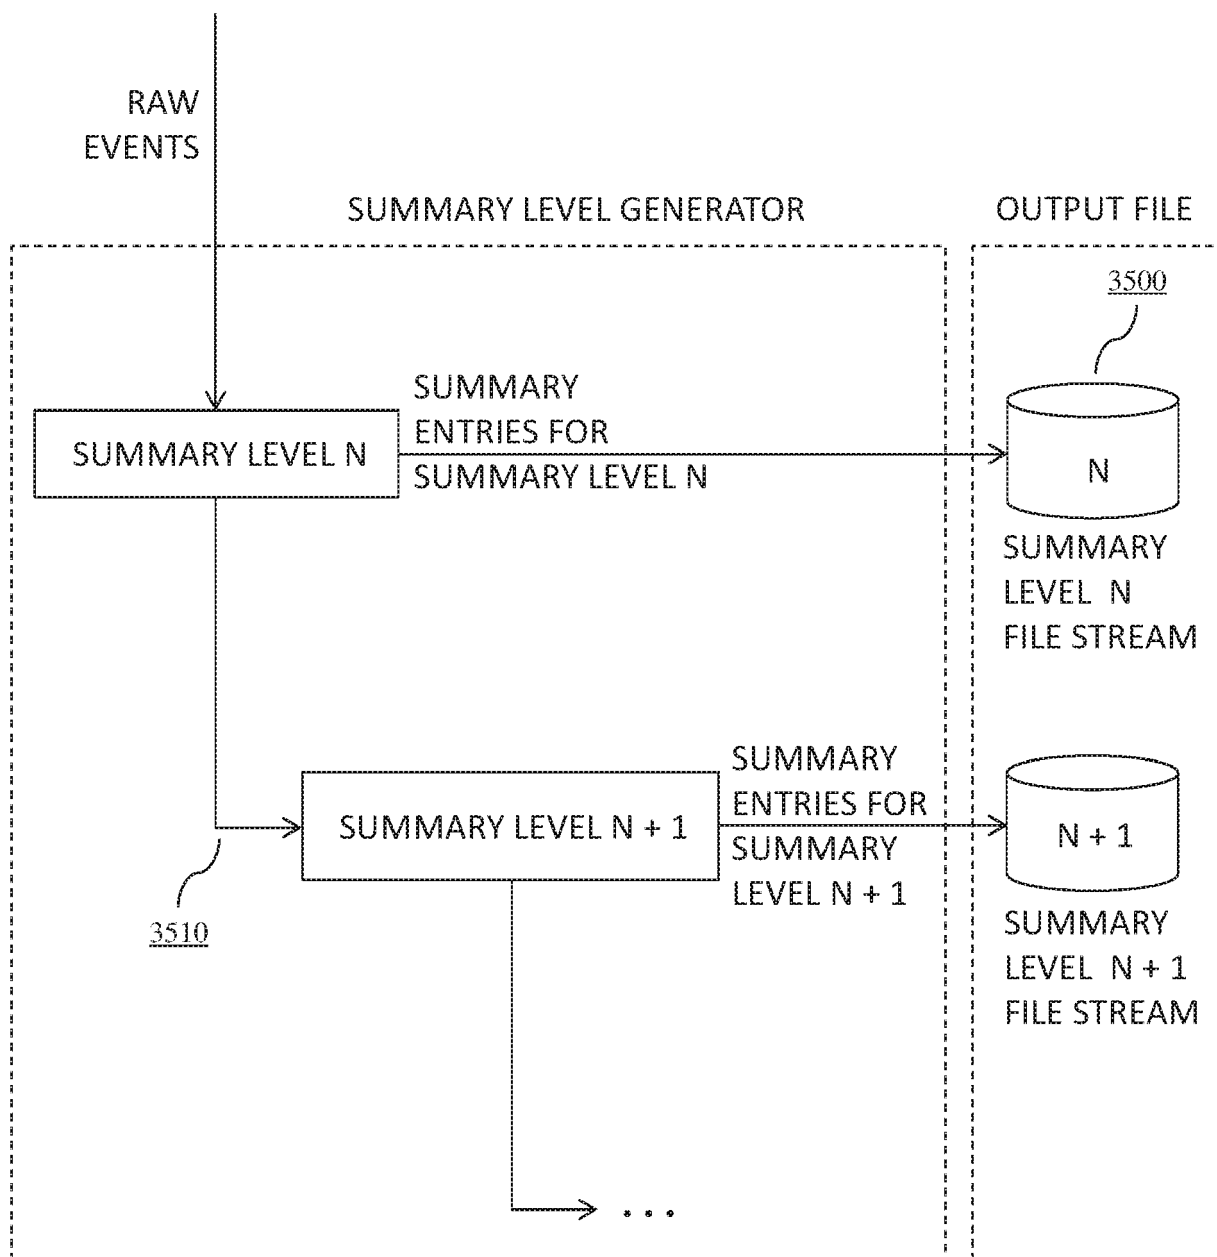 RAW
EVENTS
SUMMARY LEVEL GENERATOR
OUTPUT FILE
3500
SUMMARY
ENTRIES FOR
SUMMARY LEVEL N
SUMMARY LEVEL N
N
SUMMARY
LEVEL N
FILE STREAM
SUMMARY
ENTRIES FOR
SUMMARY
LEVEL N + 1
SUMMARY LEVEL N + 1
N + 1
3510
SUMMARY
LEVEL N + 1
FILE STREAM
...